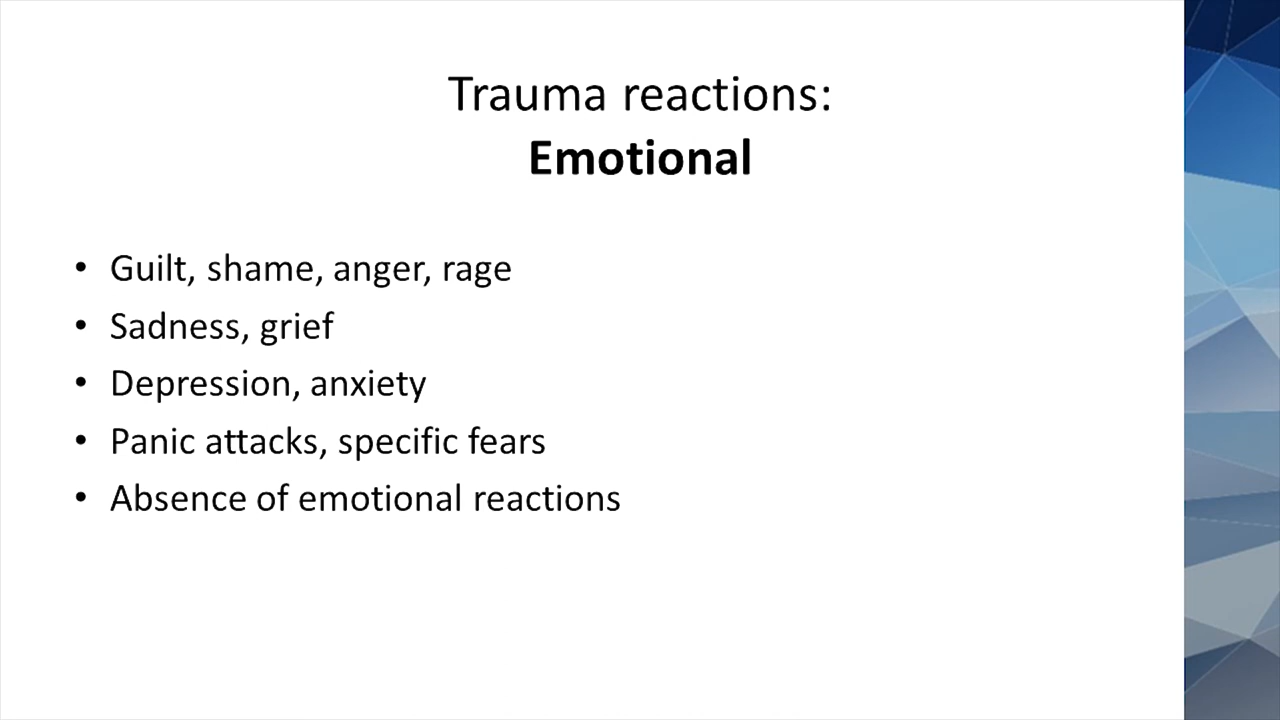 Trauma reactions:
Emotional
• Guilt, shame, anger, rage
• Sadness, grief
• Depression, anxiety
• Panic attacks, specific fears
• Absence of emotional reactions